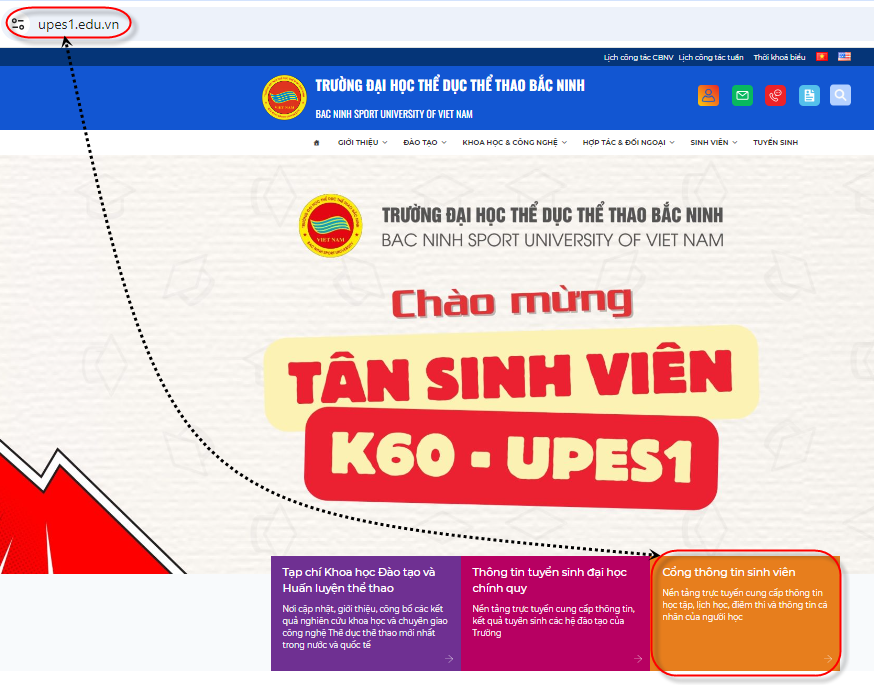 upes1.edu.vn
Lịch công tác CBNV Lịch công tác tuần Thời khoá biểu
TRƯỜNG ĐẠI HỌC THỂ DỤC THỂ THAO BẮC NINH
BAC NINH SPORT UNIVERSITY OF VIET NAM
GIỚI THIỆU ĐÀO TẠO KHOA HỌC & CÔNG NGHỆ HỢP TÁC & ĐỐI NGOẠI SINH VIÊN TUYỂN SINH
TRƯỜNG ĐẠI HỌC THỂ DỤC THỂ THAO BẮC NINH
BAC NINH SPORT UNIVERSITY OF VIET NAM
VIET NAM
Chào mừng
TÂN SINH VIÊN
K60 - UPES1
Tạp chí Khoa học Đào tạo và
Huấn luyện thể thao
Nơi cập nhật, giới thiệu, công bố các kết
quả nghiên cứu khoa học và chuyển giao
công nghệ Thể dục thể thao mới nhất
trong nước và quốc tế
Thông tin tuyển sinh đại học
chính quy
Nền tảng trực tuyến cung cấp thông tin,
kết quả tuyển sinh các hệ đào tạo của
Trường
Cổng thông tin sinh viên
Nền tảng trực tuyến cung cấp thông tin
học tập, lịch học, điểm thi và thông tin cá
nhân của người học